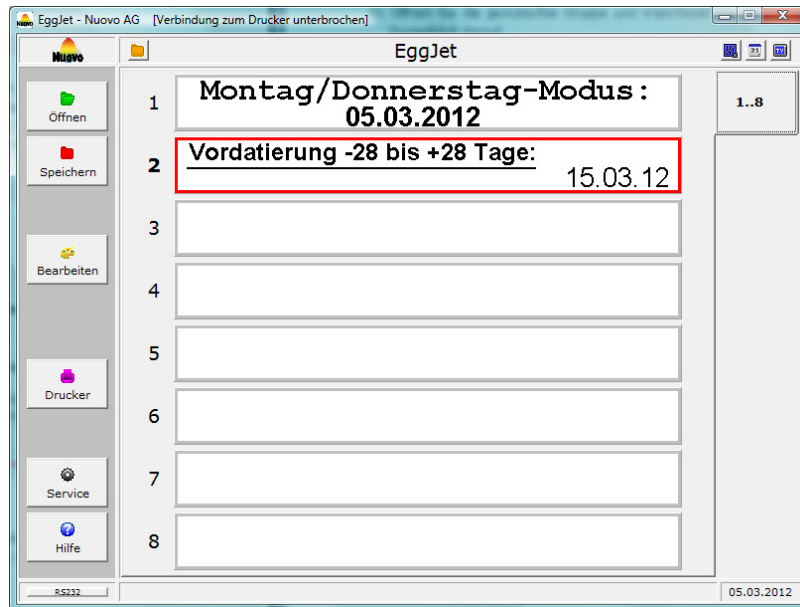 EggJet - Nuovo AG [Verbindung zum Drucker unterbrochen]
Nuovo
EggJet
31
TV
Öffnen
Speichern
Bearbeiten
Drucker
Service
Hilfe
1
Montag/Donnerstag-Modus:
05.03.2012
2
Vordatierung -28 bis +28 Tage:
15.03.12
3
4
5
6
7
8
1..8
RS232
05.03.2012